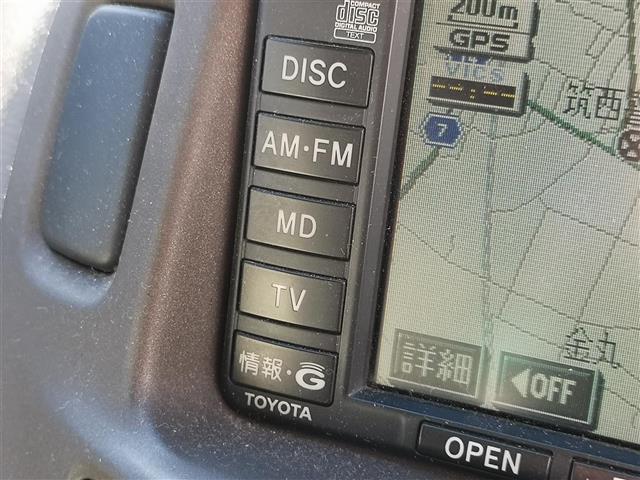 COMPACT
disc
DIGITAL AUDIO
TEXT
DISC
AM·FM
MD
TV
情報·G
TOYOTA
200m
GPS
VICS
--:--
7
筑西
金丸
詳細
◀OFF
OPEN